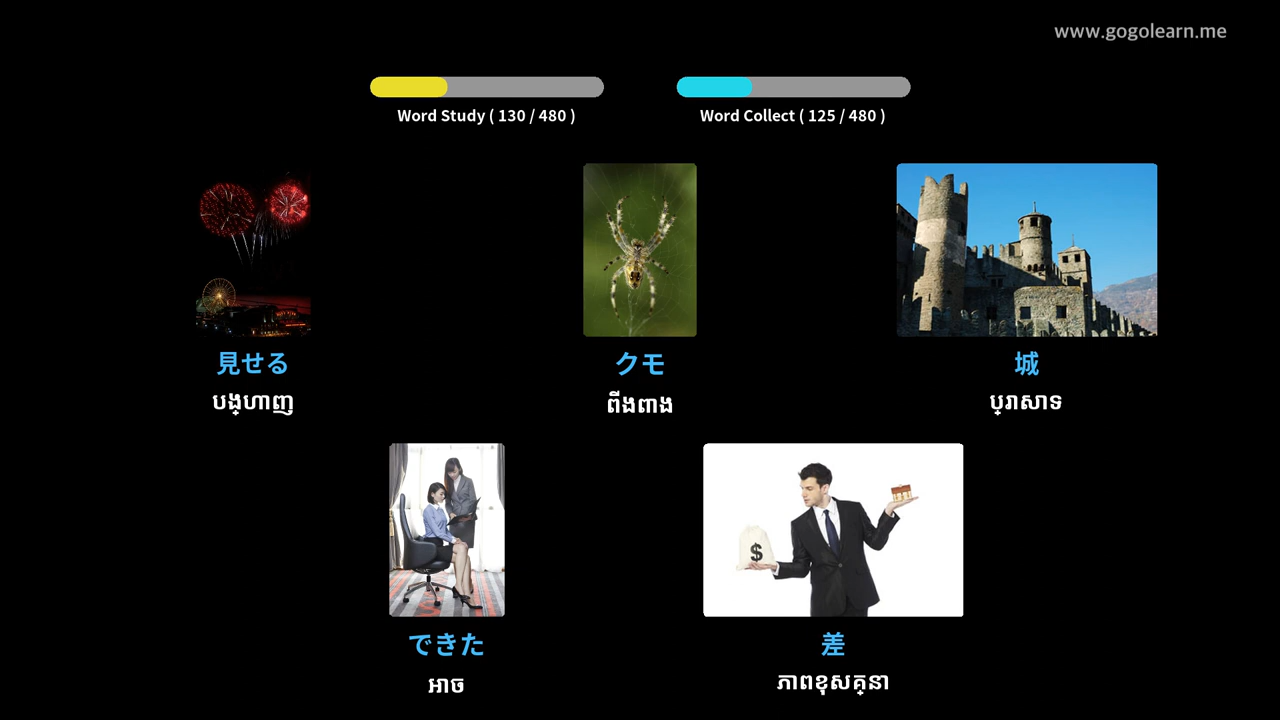 www.gogolearn.me
Word Study ( 130 / 480 )
Word Collect ( 125 / 480 )
見せる
បង្ហាញ
クモ
ពីងពាង
城
ប្រាសាទ
できた
អាច
差
ភាពខុសគ្នា
$